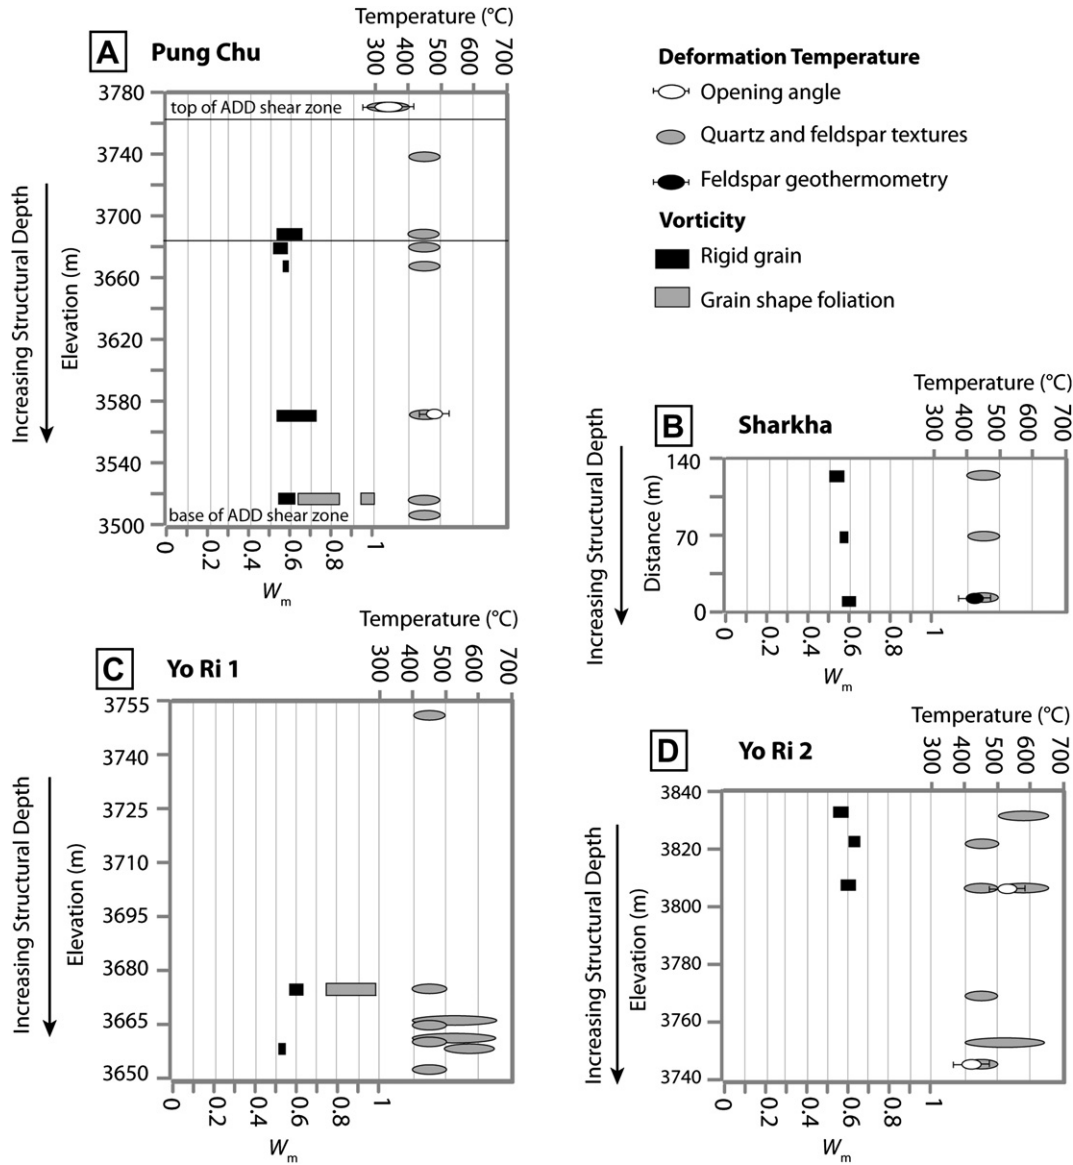 Temperature (°C)
A Pung Chu
300 400 500 600 700
3780
top of ADD shear zone
3740
3700
3660
3620
3580
3540
3500
base of ADD shear zone
Increasing Structural Depth
Elevation (m)
0 0.2 0.4 0.6 0.8 1
Wm
Deformation Temperature
Opening angle
Quartz and feldspar textures
Feldspar geothermometry
Vorticity
Rigid grain
Grain shape foliation
Temperature (°C)
B Sharkha
300 400 500 600 700
140
70
0
Increasing Structural Depth
Distance (m)
0 0.2 0.4 0.6 0.8 1
Wm
Temperature (°C)
C Yo Ri 1
300 400 500 600 700
3755
3740
3725
3710
3695
3680
3665
3650
Increasing Structural Depth
Elevation (m)
0 0.2 0.4 0.6 0.8 1
Wm
Temperature (°C)
D Yo Ri 2
300 400 500 600 700
3840
3820
3800
3780
3760
3740
Increasing Structural Depth
Elevation (m)
0 0.2 0.4 0.6 0.8 1
Wm